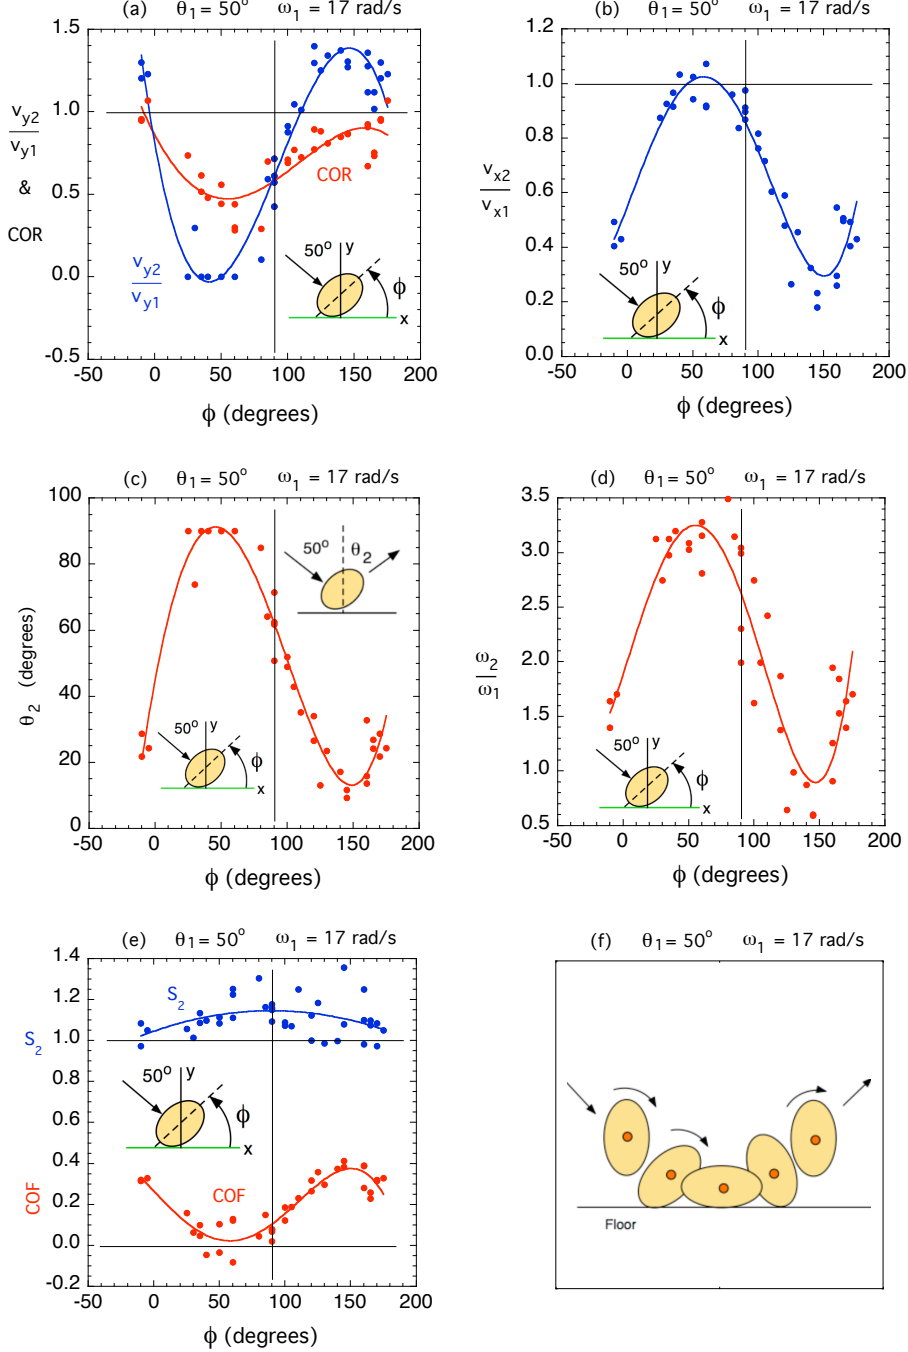 (a) θ1 = 50° ω1 = 17 rad/s
1.5
1.0
0.5
0.0
-0.5
vy2
vy1
&
COR
COR
vy2
vy1
50° y
ϕ
x
-50 0 50 100 150 200
ϕ (degrees)
(b) θ1 = 50° ω1 = 17 rad/s
1.2
1.0
0.8
0.6
0.4
0.2
0.0
vx2
vx1
50° y
ϕ
x
-50 0 50 100 150 200
ϕ (degrees)
(c) θ1 = 50° ω1 = 17 rad/s
100
80
60
40
20
0
θ2 (degrees)
50° θ2
50° y
ϕ
x
-50 0 50 100 150 200
ϕ (degrees)
(d) θ1 = 50° ω1 = 17 rad/s
3.5
3.0
2.5
2.0
1.5
1.0
0.5
ω2
ω1
50° y
ϕ
x
-50 0 50 100 150 200
ϕ (degrees)
(e) θ1 = 50° ω1 = 17 rad/s
1.4
1.2
1.0
0.8
0.6
0.4
0.2
0.0
-0.2
S2
S2
50° y
ϕ
x
COF
COF
-50 0 50 100 150 200
ϕ (degrees)
(f) θ1 = 50° ω1 = 17 rad/s
Floor